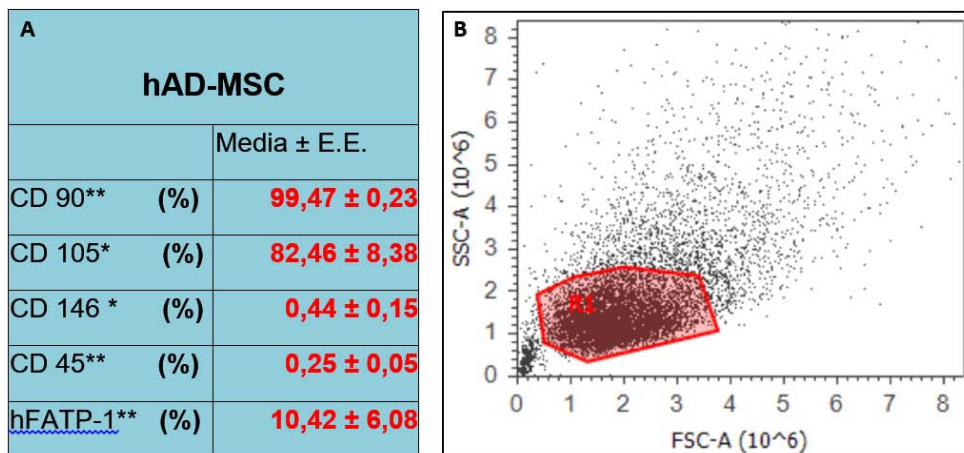 A
hAD-MSC
Media ± E.E.
CD 90** (%) 99,47 ± 0,23
CD 105* (%) 82,46 ± 8,38
CD 146 * (%) 0,44 ± 0,15
CD 45** (%) 0,25 ± 0,05
hFATP-1** (%) 10,42 ± 6,08
B
SSC-A (10^6)
8
7
6
5
4
3
2
1
0
R1
0 1 2 3 4 5 6 7 8
FSC-A (10^6)